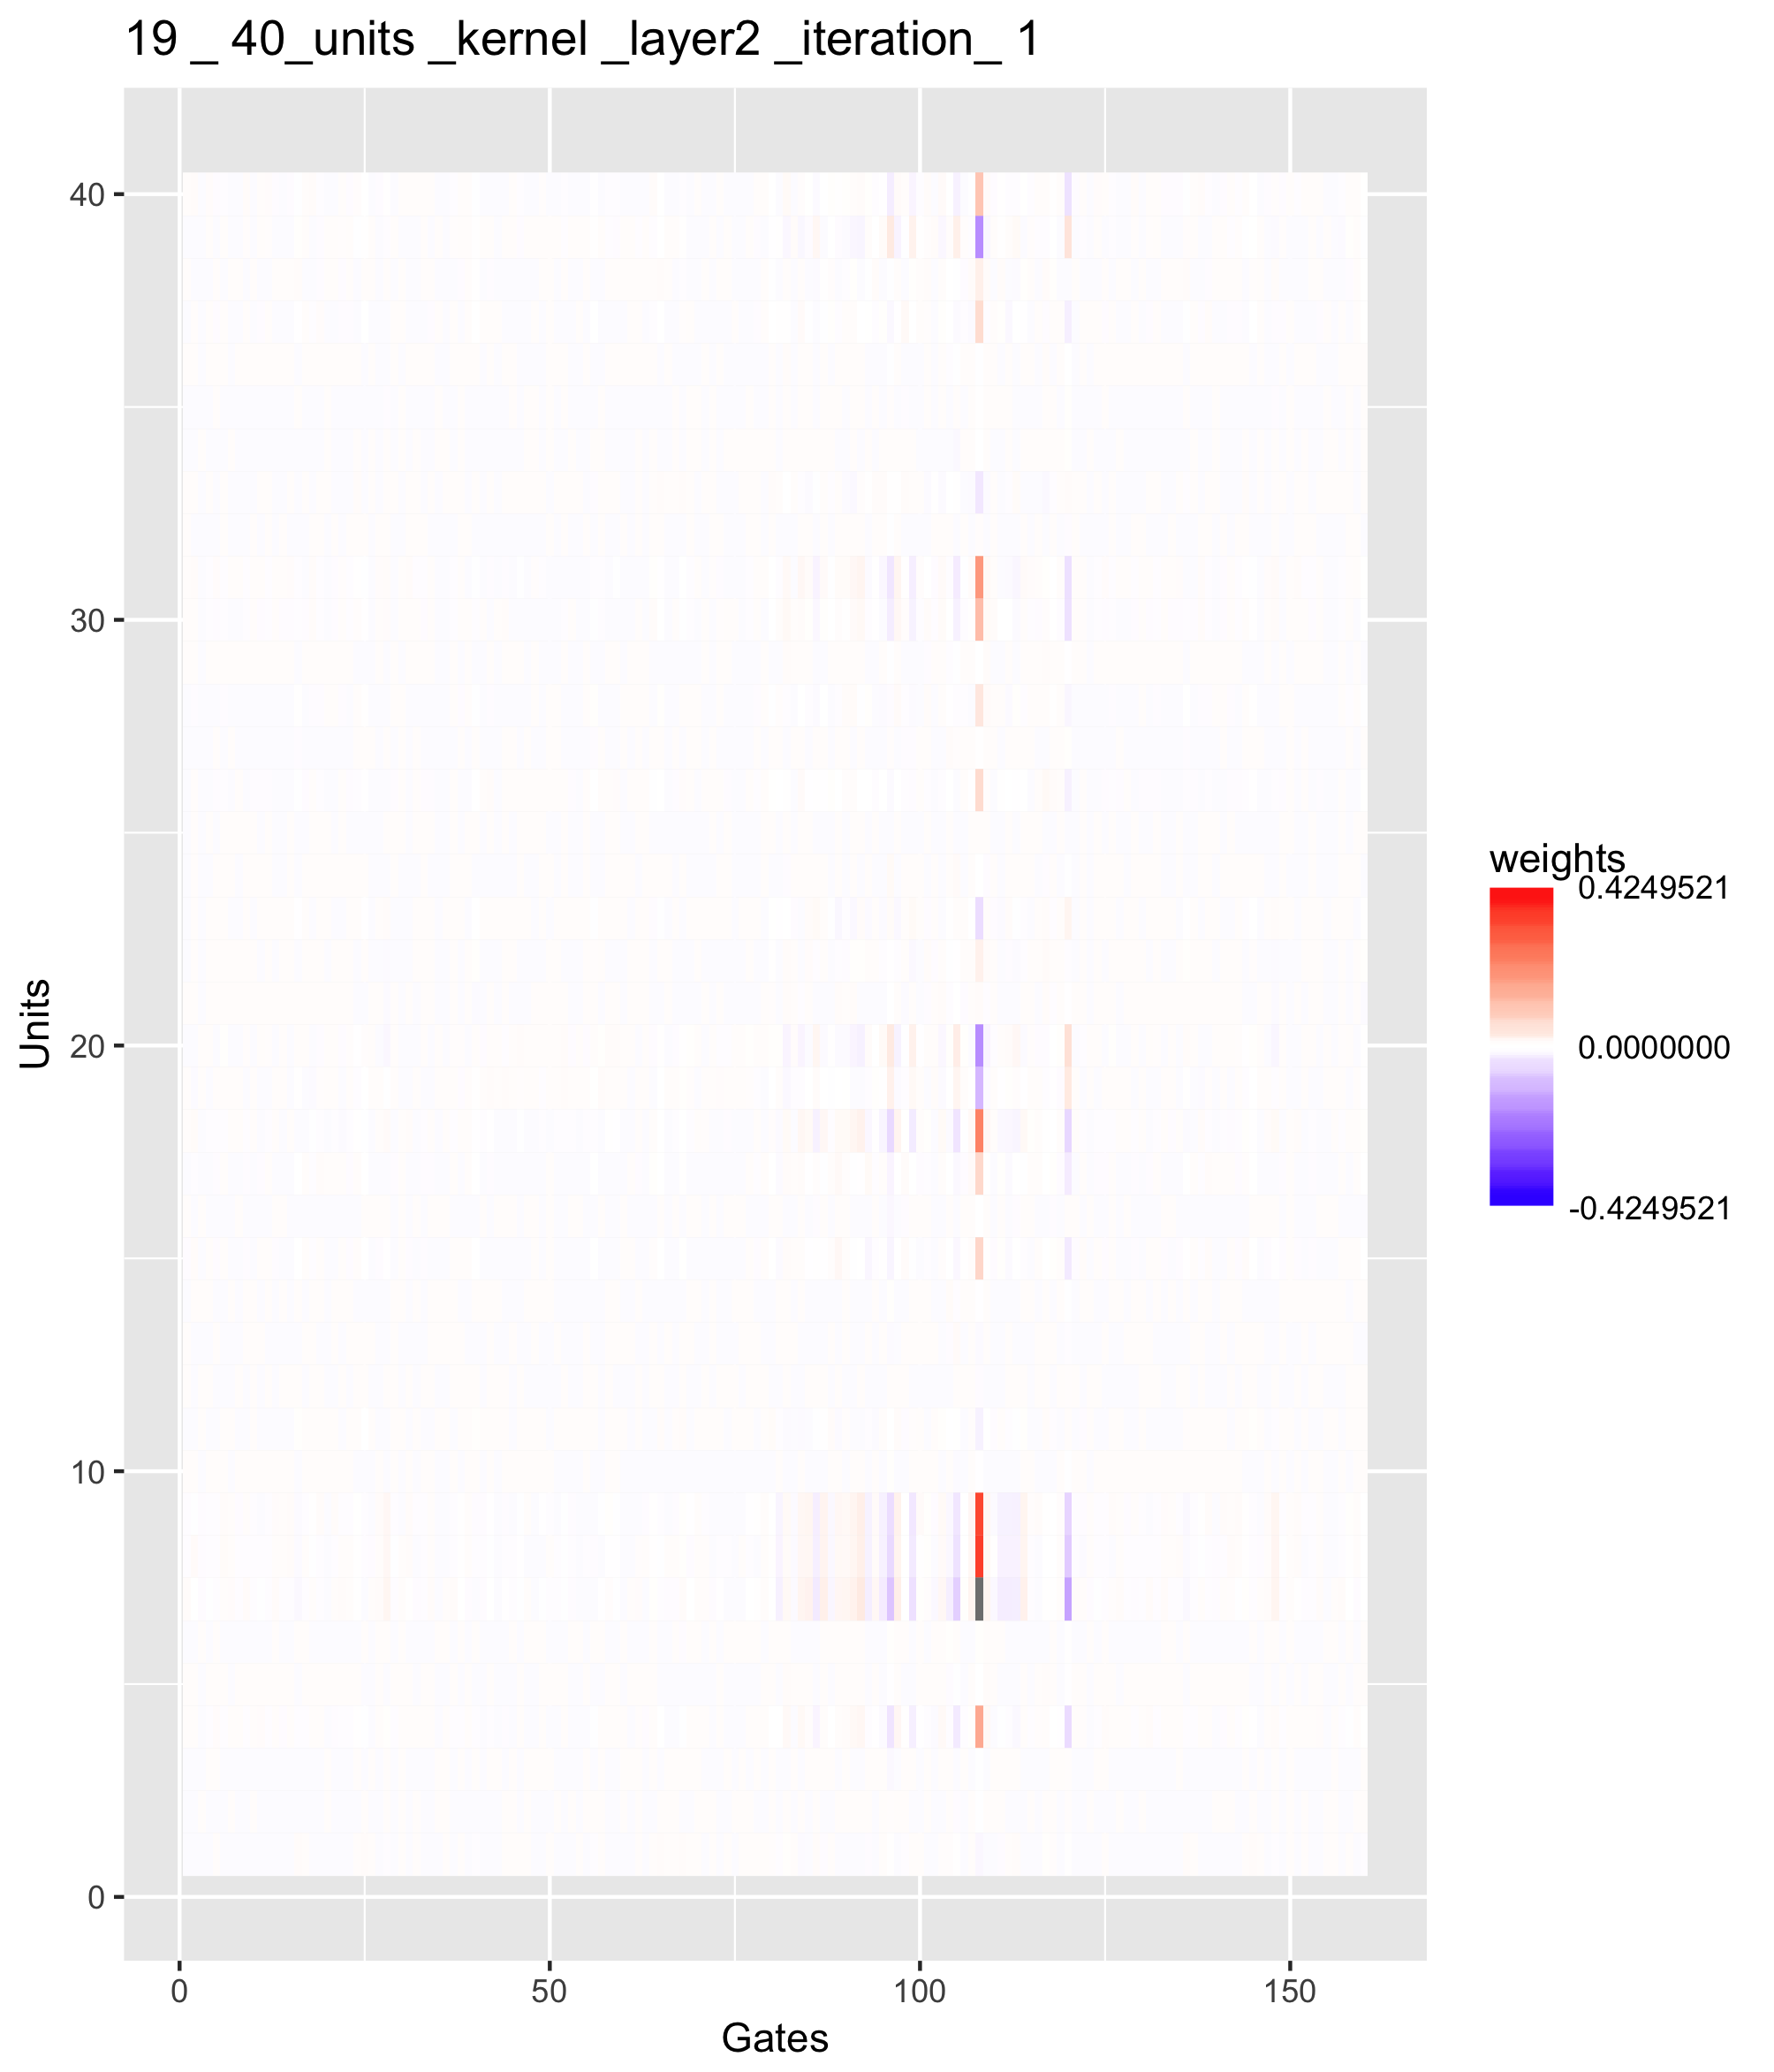 19 _ 40_units _kernel _layer2 _iteration_ 1
40
30
20
10
0
Units
0 50 100 150
Gates
weights
0.4249521
0.0000000
-0.4249521